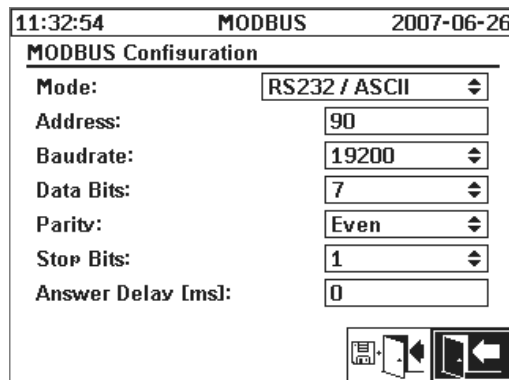 11:32:54 MODBUS 2007-06-26
MODBUS Configuration
Mode: RS232 / ASCII
Address: 90
Baudrate: 19200
Data Bits: 7
Parity: Even
Stop Bits: 1
Answer Delay [ms]: 0